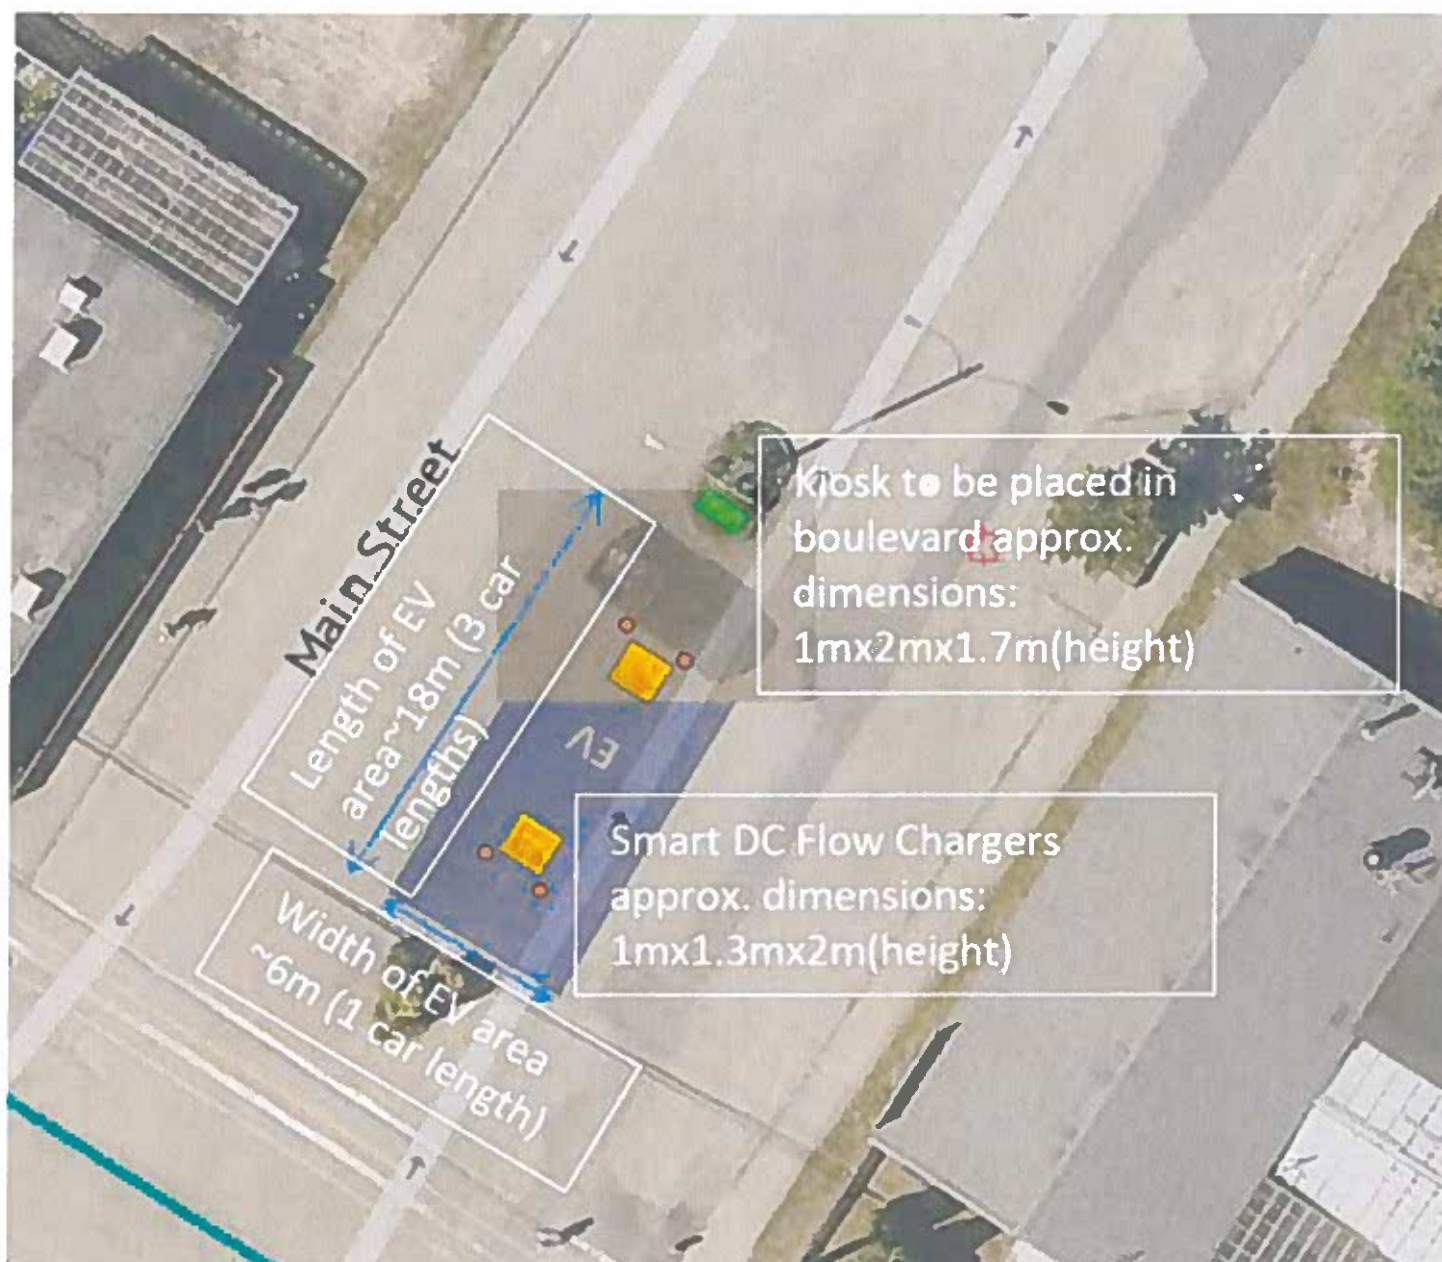 Main Street
Length of EV
area~18m (3 car
lengths)
Kiosk to be placed in
boulevard approx.
dimensions:
1mx2mx1.7m(height)
EV
Smart DC Flow Chargers
approx. dimensions:
1mx1.3mx2m(height)
Width of EV area
~6m (1 car length)